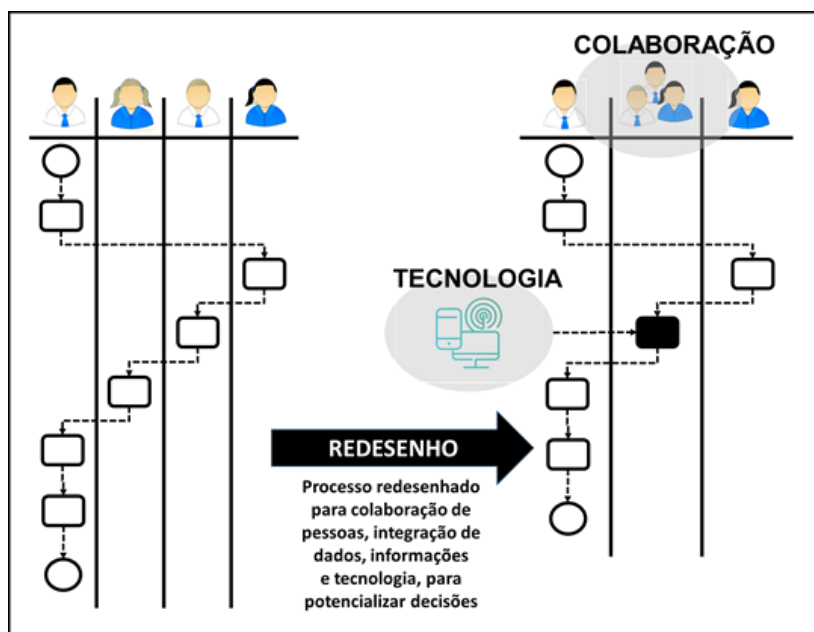 COLABORAÇÃO
TECNOLOGIA
REDESENHO
Processo redesenhado
para colaboração de
pessoas, integração de
dados, informações
e tecnologia, para
potencializar decisões